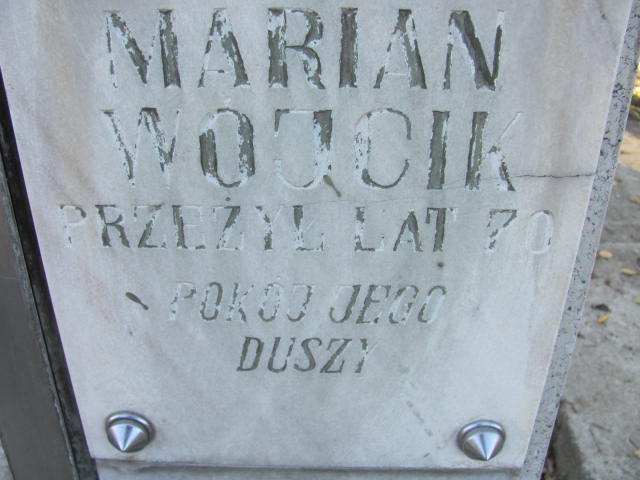 MARIAN
WÓJCIK
PRZEŻYŁ LAT 70
POKÓJ JEGO
DUSZY